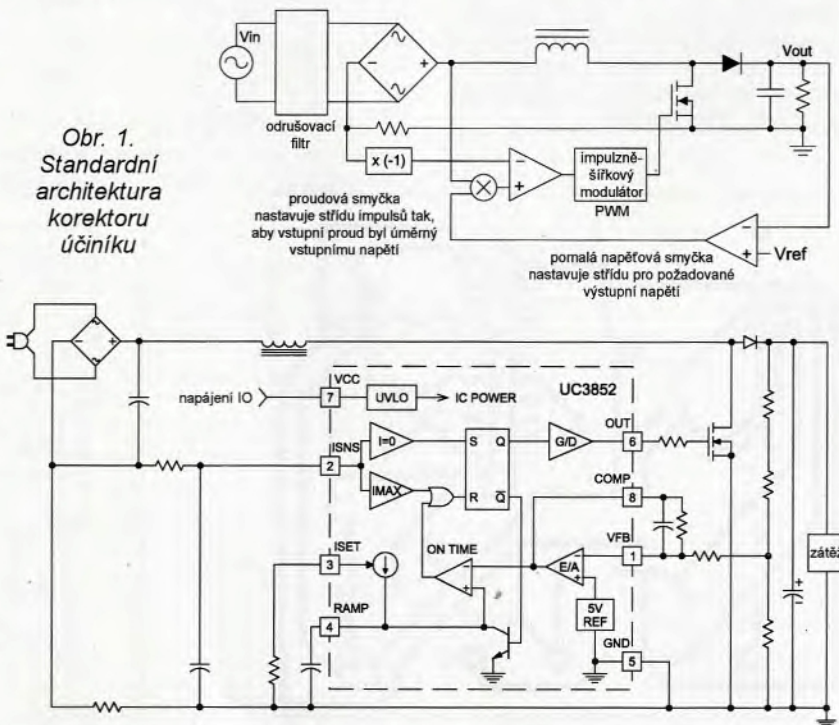 Vin
Vout
odrušovací
filtr
Obr. 1.
Standardní
architektura
korektoru
účiníku
x (-1)
impulzně-
šířkový
modulátor
PWM
proudová smyčka
nastavuje střídu impulsů tak,
aby vstupní proud byl úměrný
vstupnímu napětí
Vref
pomalá napěťová smyčka
nastavuje střídu pro požadované
výstupní napětí
napájení IO
VCC
7
UVLO
IC POWER
UC3852
ISNS
2
I=0
S Q
G/D
OUT
6
IMAX
R Q
COMP
8
ISET
3
ON TIME
E/A
VFB
1
zátěž
5V
REF
RAMP
4
GND
5